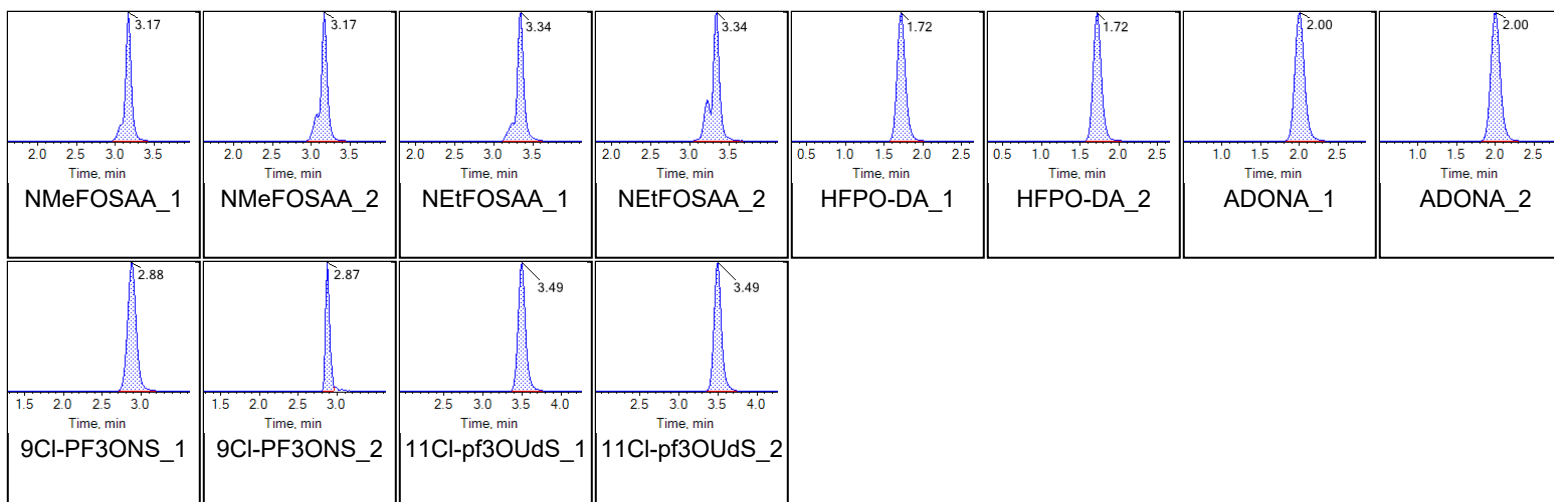 3.17 3.17 3.34 3.34 1.72 1.72 2.00 2.00
2.0 2.5 3.0 3.5 2.0 2.5 3.0 3.5 2.0 2.5 3.0 3.5 2.0 2.5 3.0 3.5 0.5 1.0 1.5 2.0 2.5 0.5 1.0 1.5 2.0 2.5 1.0 1.5 2.0 2.5 1.0 1.5 2.0 2.5
Time, min Time, min Time, min Time, min Time, min Time, min Time, min Time, min
NMeFOSAA_1 NMeFOSAA_2 NEtFOSAA_1 NEtFOSAA_2 HFPO-DA_1 HFPO-DA_2 ADONA_1 ADONA_2
2.88 2.87 3.49 3.49
1.5 2.0 2.5 3.0 1.5 2.0 2.5 3.0 2.5 3.0 3.5 4.0 2.5 3.0 3.5 4.0
Time, min Time, min Time, min Time, min
9Cl-PF3ONS_1 9Cl-PF3ONS_2 11Cl-pf3OUdS_1 11Cl-pf3OUdS_2